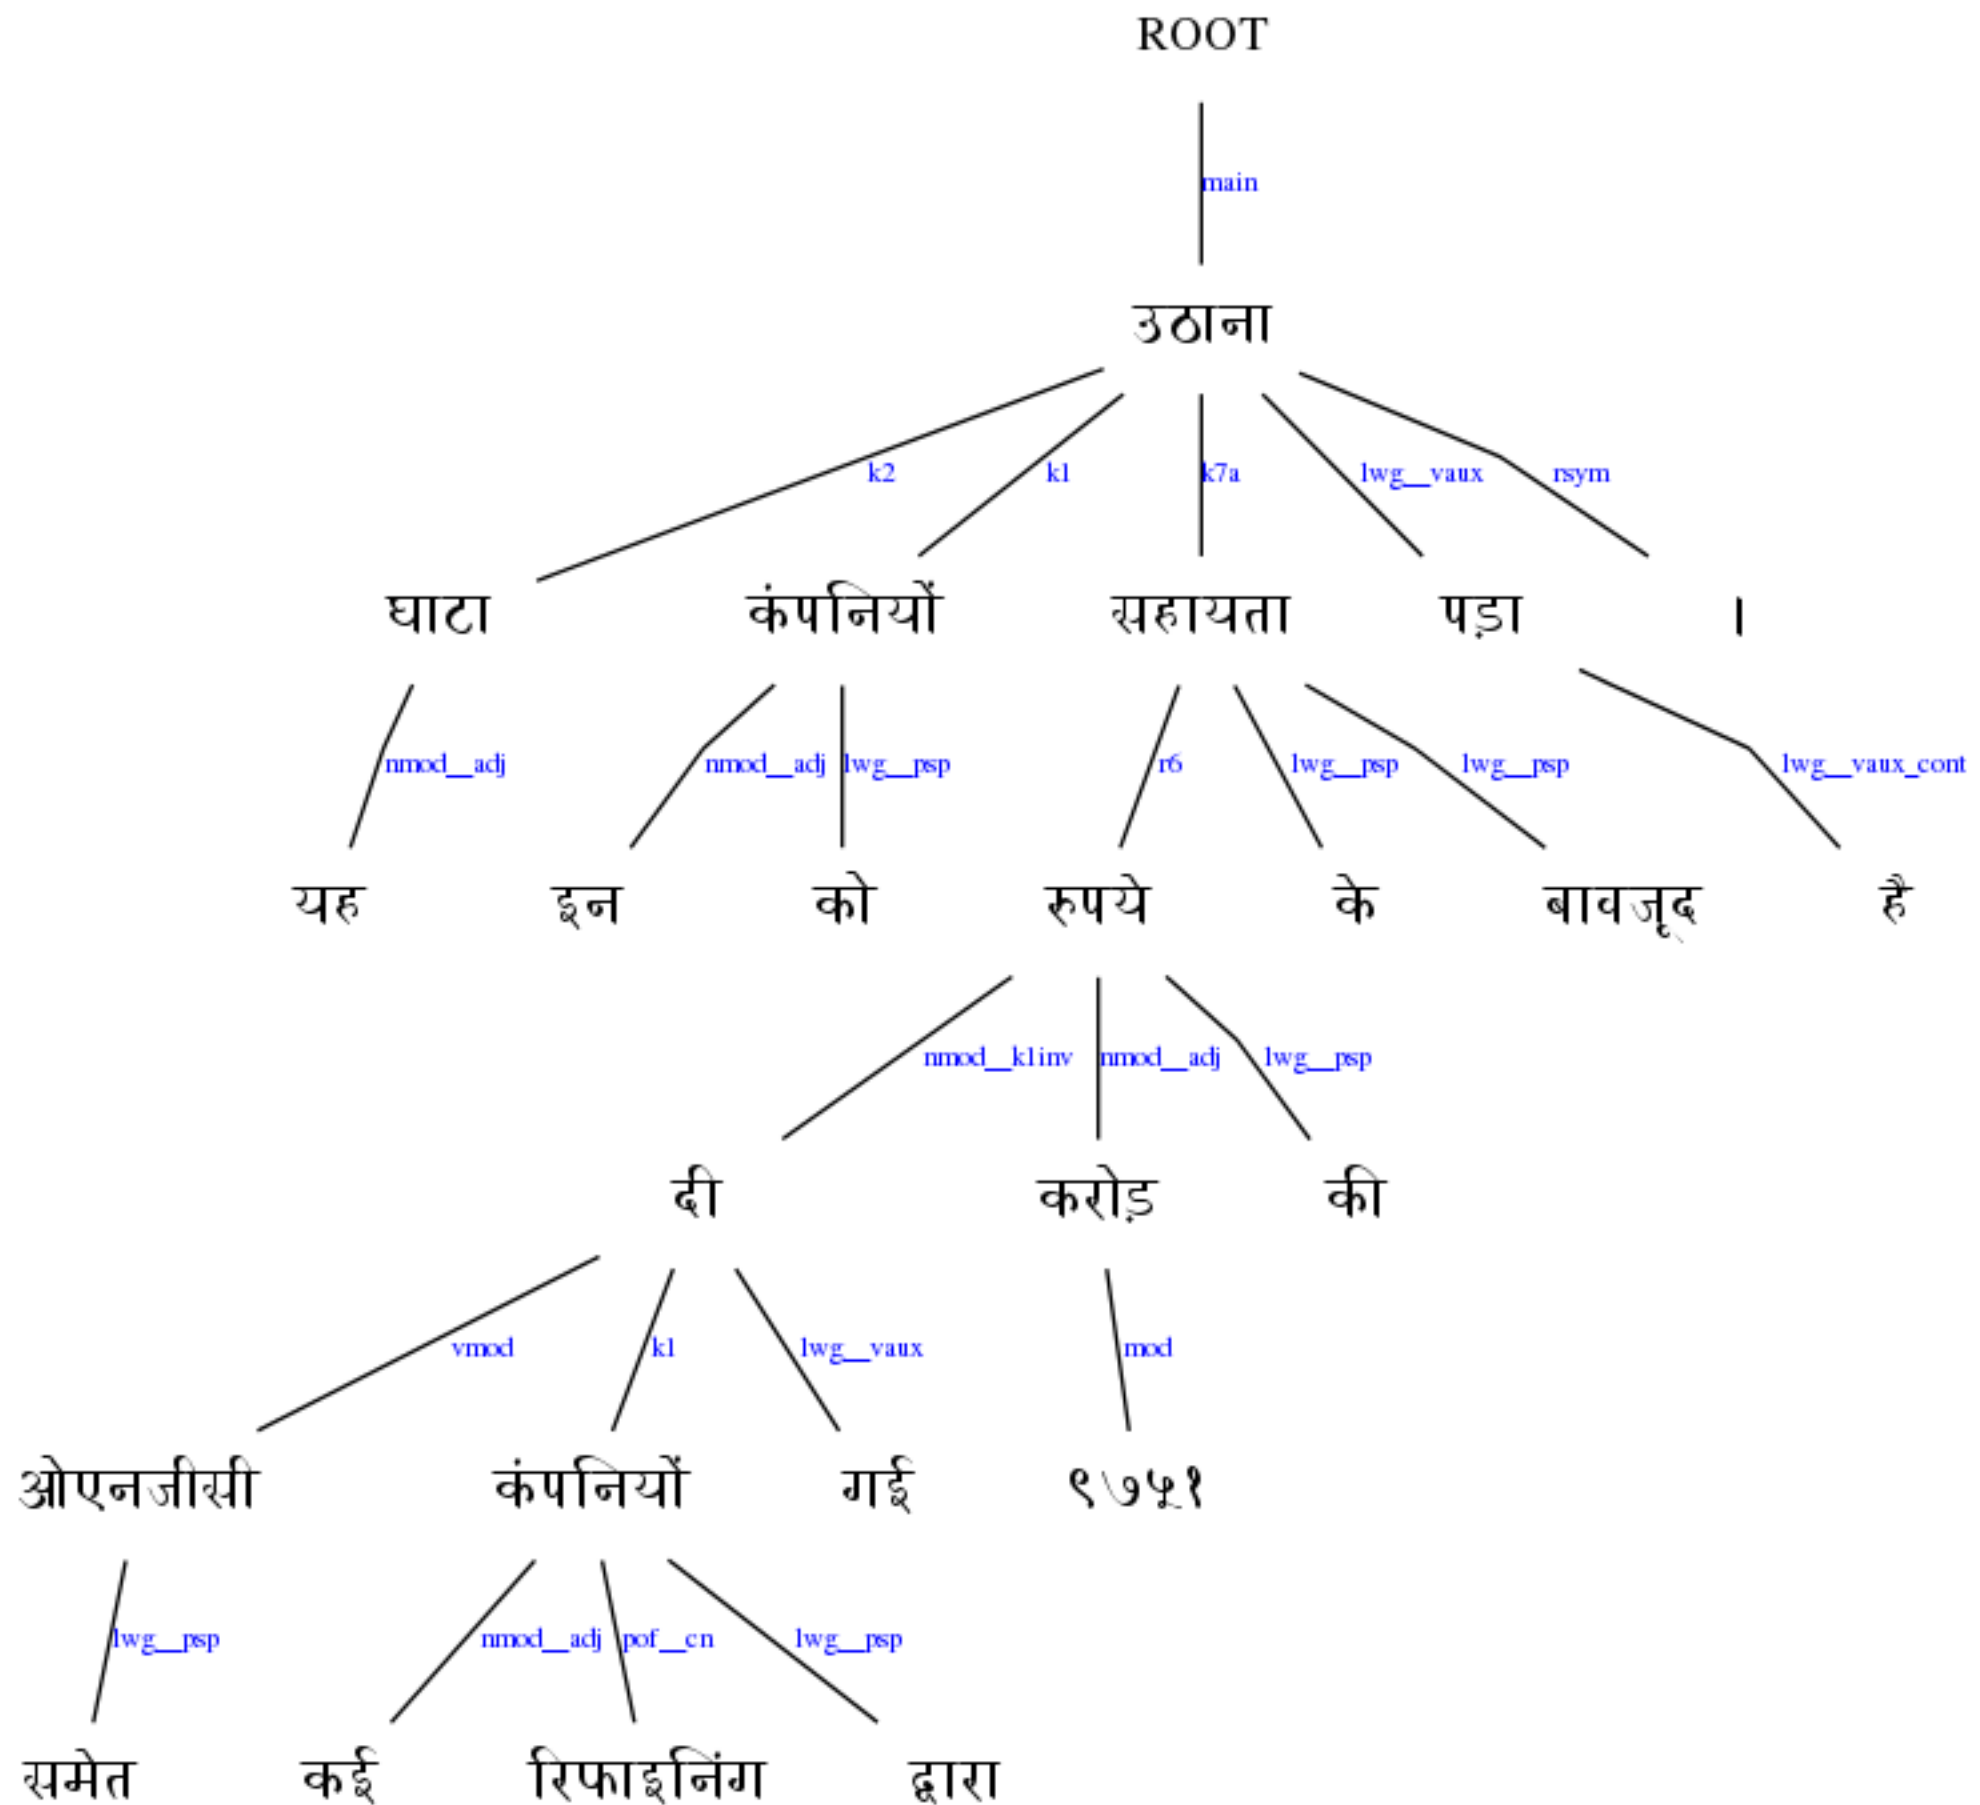 ROOT
main
उठाना
k2 k1 k7a lwg__vaux rsym
घाटा कंपनियों सहायता पड़ा ।
nmod__adj nmod__adj lwg__psp r6 lwg__psp lwg__psp lwg__vaux_cont
यह इन को रुपये के बावजूद है
nmod__k1inv nmod__adj lwg__psp
दी करोड़ की
vmod k1 lwg__vaux mod
ओएनजीसी कंपनियों गई ९७५१
lwg__psp nmod__adj pof__cn lwg__psp
समेत कई रिफाइनिंग द्वारा